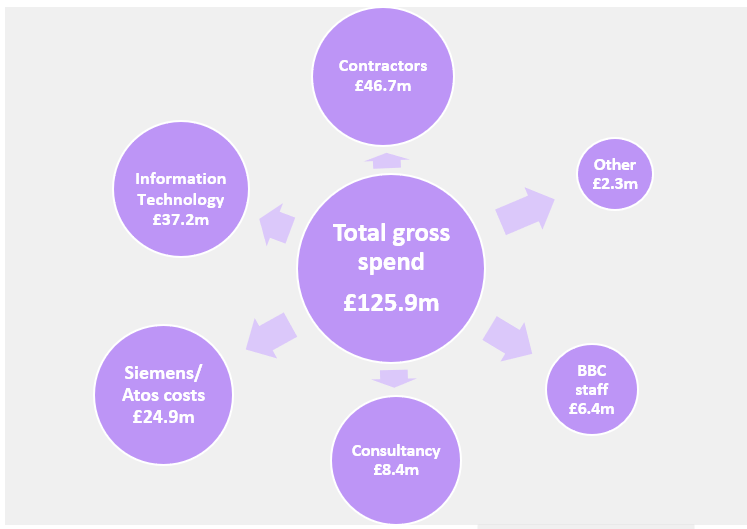 Contractors
£46.7m
Other
£2.3m
Information
Technology
£37.2m
Total gross
spend
£125.9m
Siemens/
Atos costs
£24.9m
BBC
staff
£6.4m
Consultancy
£8.4m